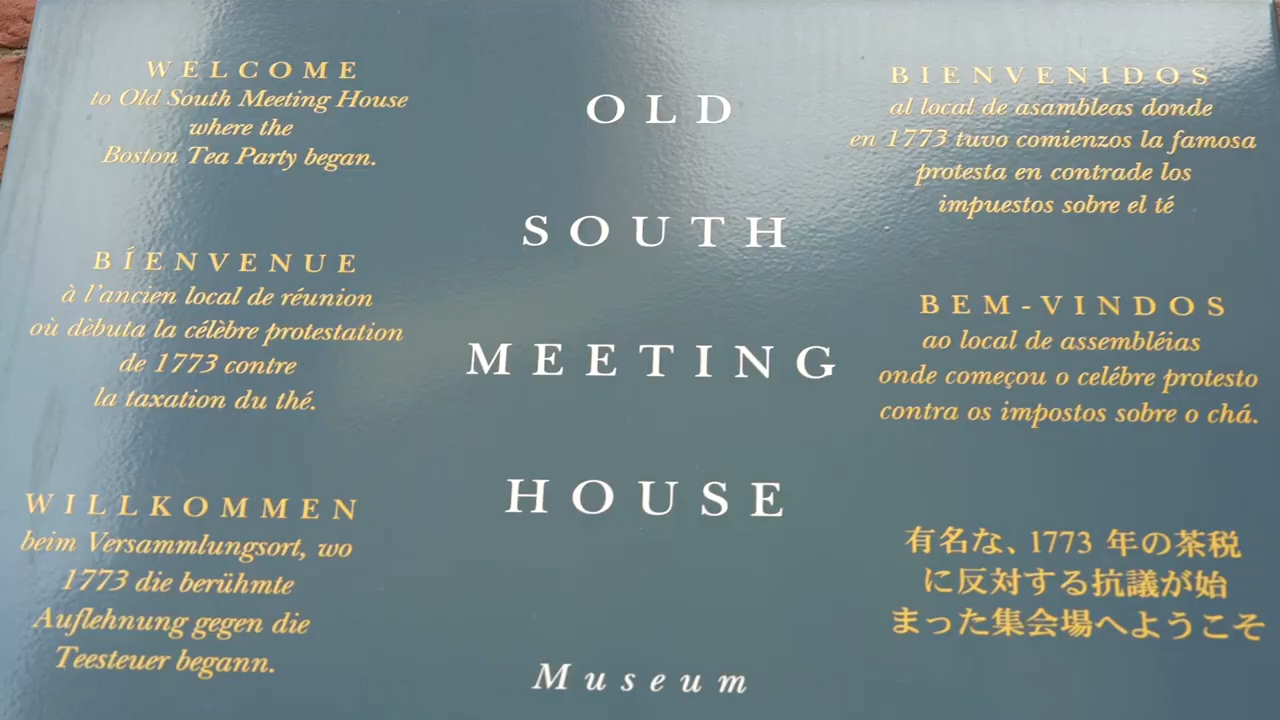 WELCOME
to Old South Meeting House
where the
Boston Tea Party began.
BÍENVENUE
à l'ancien local de réunion
où dèbuta la célèbre protestation
de 1773 contre
la taxation du thé.
WILLKOMMEN
beim Versammlungsort, wo
1773 die berühmte
Auflehnung gegen die
Teesteuer begann.
OLD
SOUTH
MEETING
HOUSE
Museum
BIENVENIDOS
al local de asambleas donde
en 1773 tuvo comienzos la famosa
protesta en contrade los
impuestos sobre el té
BEM-VINDOS
ao local de assembléias
onde começou o celébre protesto
contra os impostos sobre o chá.
有名な、1773 年の茶税
に反対する抗議が始
まった集会場へようこそ